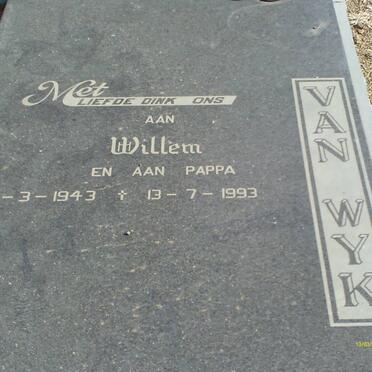 Met
LIEFDE DINK ONS
AAN
Willem
EN AAN PAPPA
-3-1943 ✝ 13-7-1993
VAN WYK